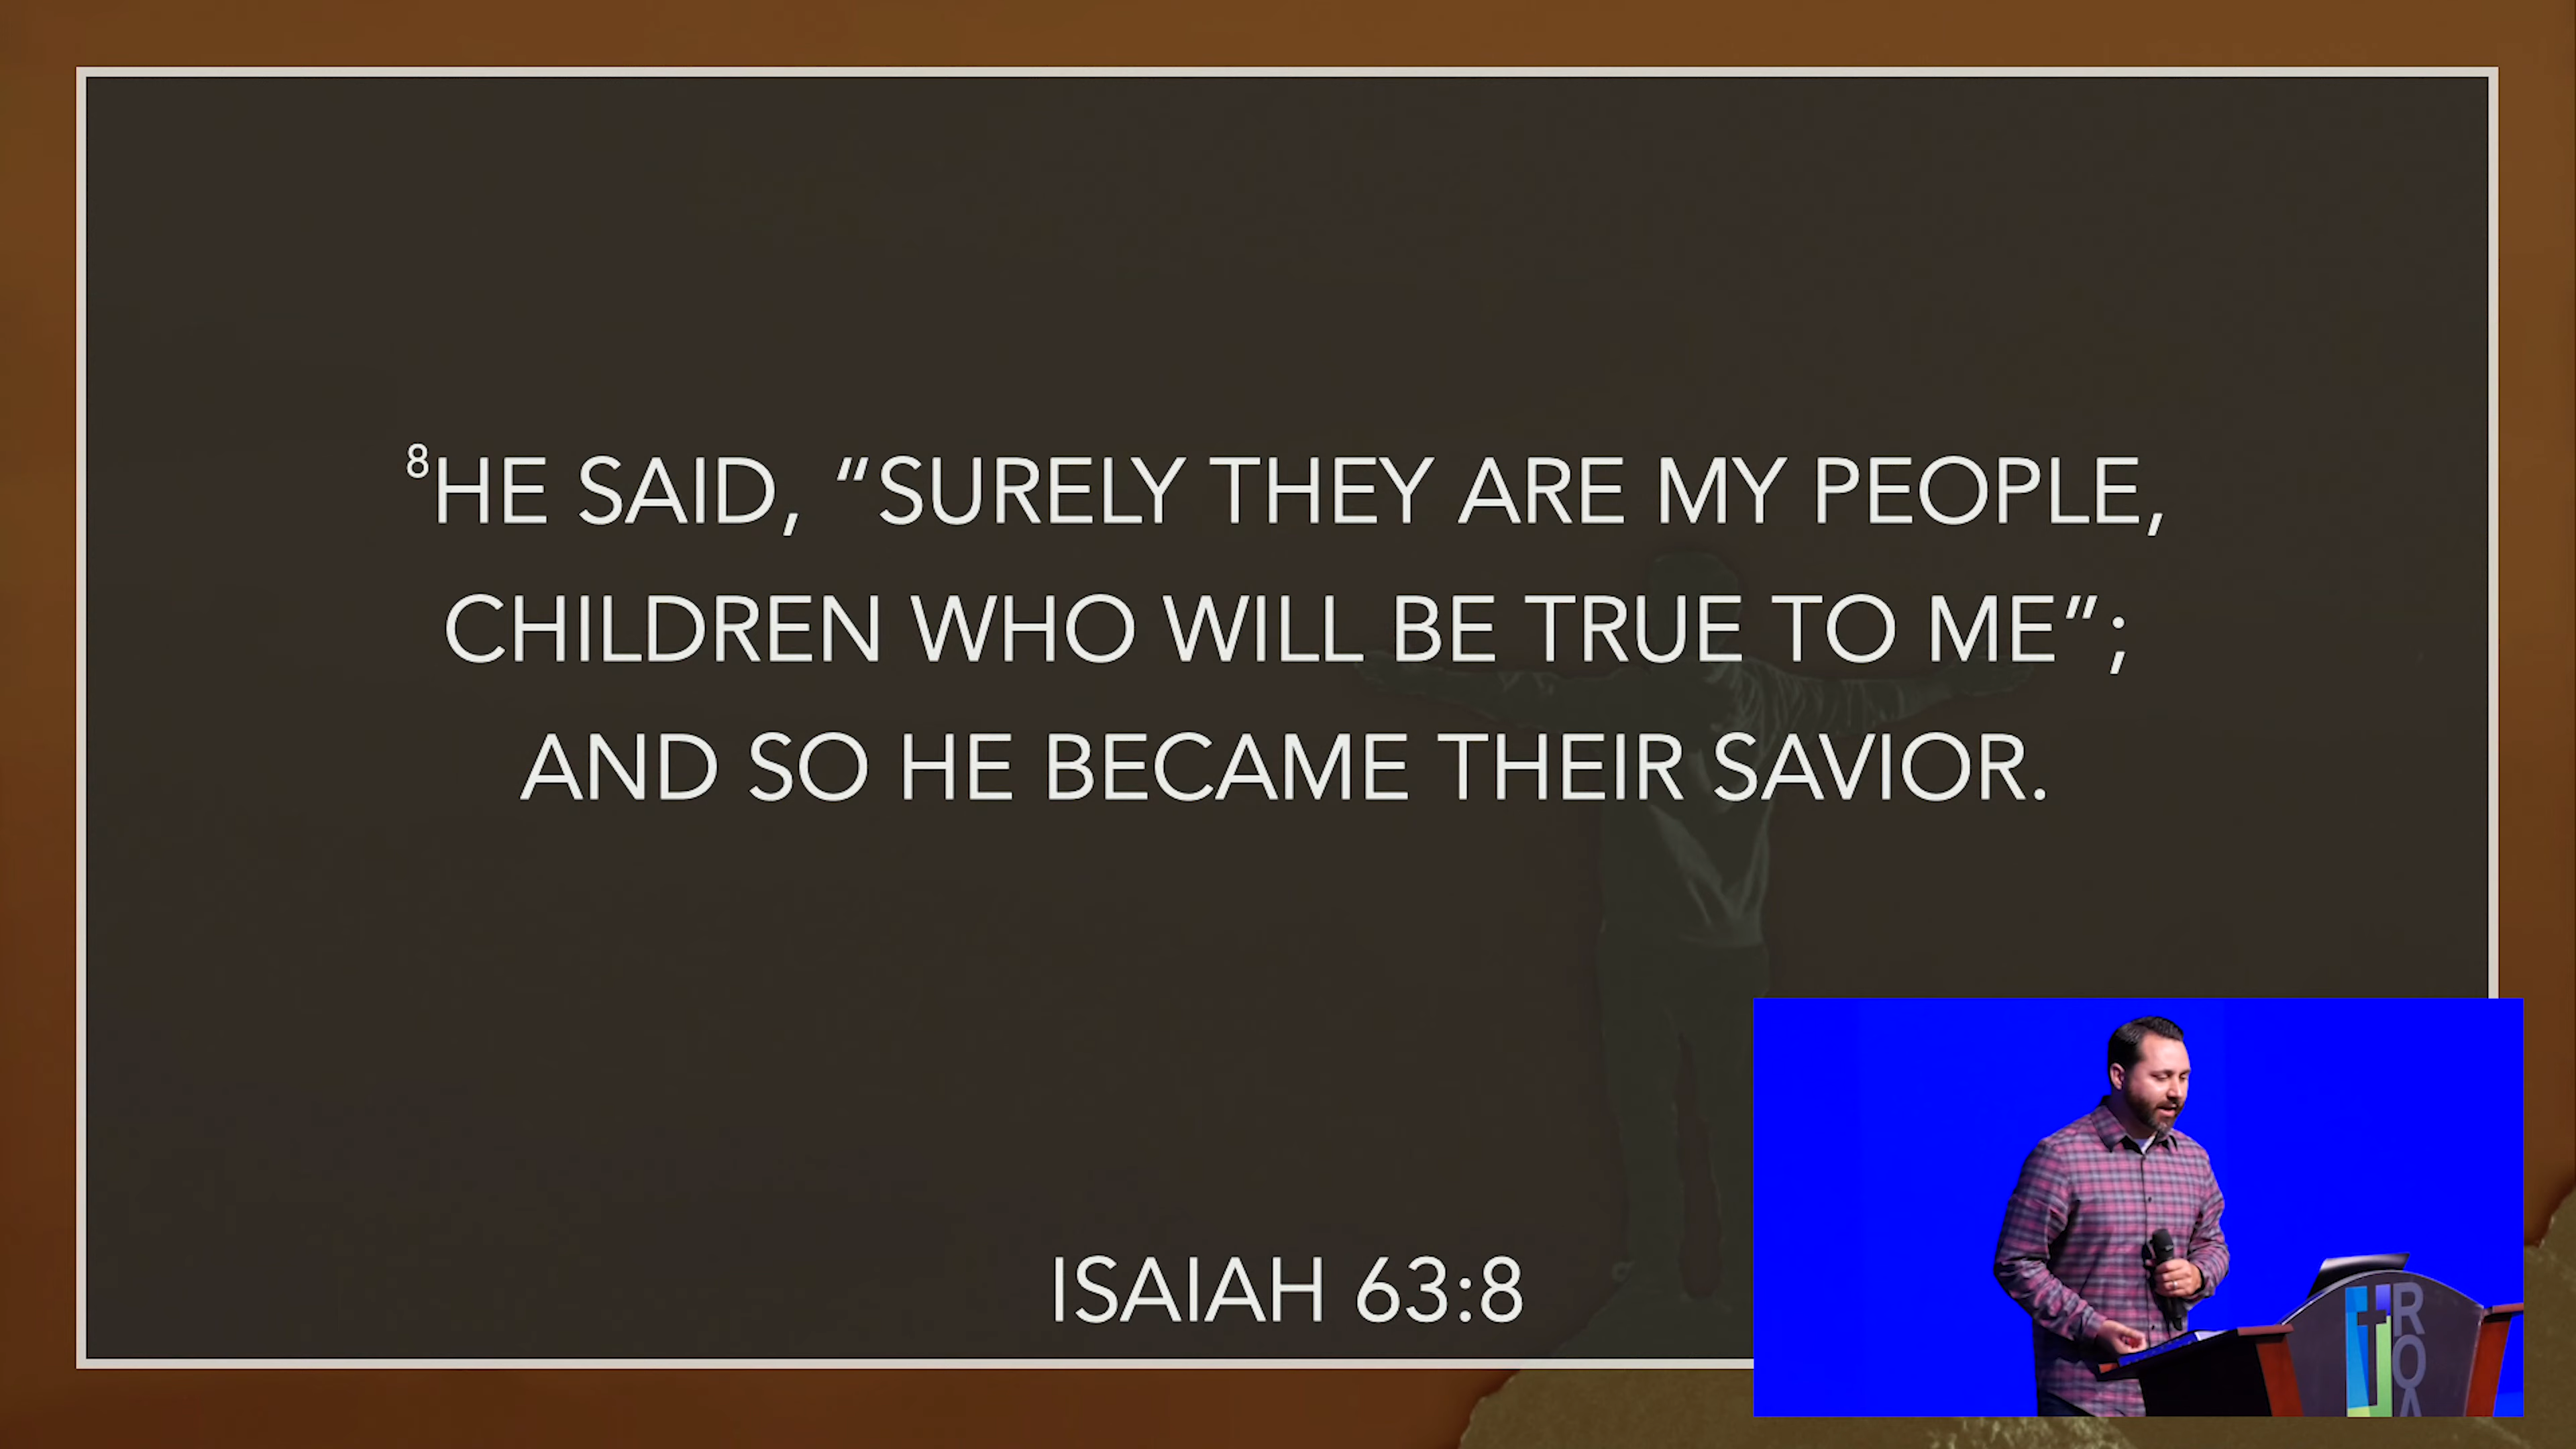 ⁸HE SAID, “SURELY THEY ARE MY PEOPLE,
CHILDREN WHO WILL BE TRUE TO ME”;
AND SO HE BECAME THEIR SAVIOR.
ISAIAH 63:8